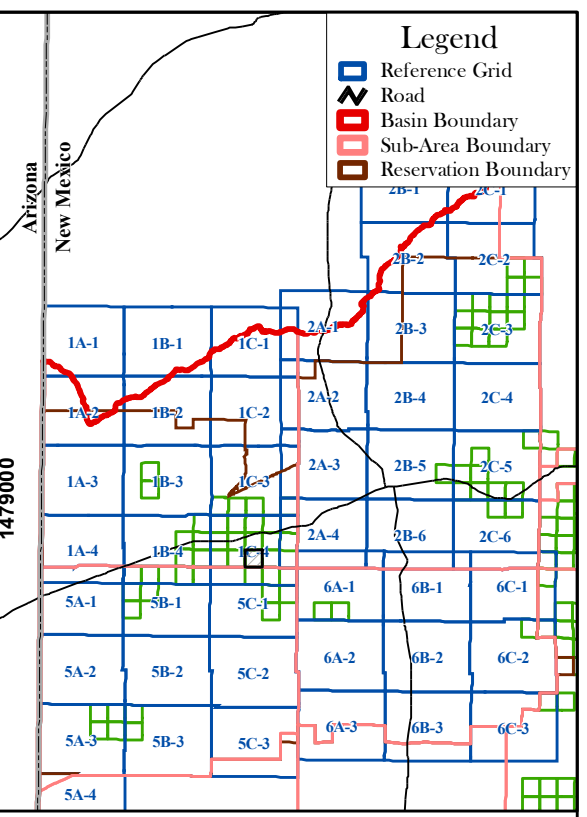 Legend
Reference Grid
Road
Basin Boundary
Sub-Area Boundary
Reservation Boundary
Arizona
New Mexico
1479000
2B-1 2C-1
2B-2 2C-2
2A-1 2B-3 2C-3
1A-1 1B-1 1C-1
2A-2 2B-4 2C-4
1A-2 1B-2 1C-2
2A-3 2B-5 2C-5
1A-3 1B-3 1C-3
2A-4 2B-6 2C-6
1A-4 1B-4 1C-4
6A-1 6B-1 6C-1
5A-1 5B-1 5C-1
6A-2 6B-2 6C-2
5A-2 5B-2 5C-2
6A-3 6B-3 6C-3
5A-3 5B-3 5C-3
5A-4